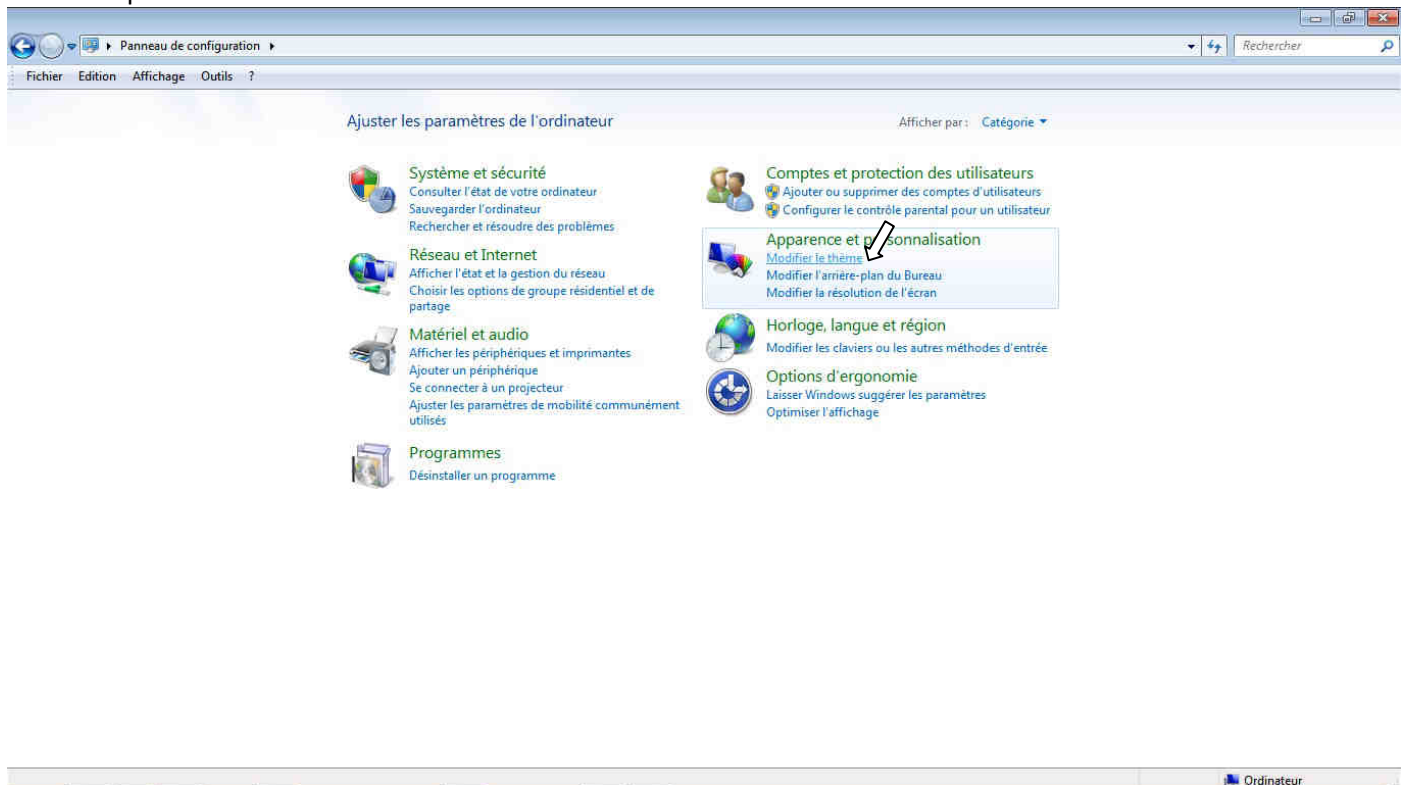 Panneau de configuration
Rechercher
Fichier Edition Affichage Outils ?
Ajuster les paramètres de l'ordinateur
Afficher par : Catégorie
Système et sécurité
Consulter l'état de votre ordinateur
Sauvegarder l'ordinateur
Rechercher et résoudre des problèmes
Réseau et Internet
Afficher l'état et la gestion du réseau
Choisir les options de groupe résidentiel et de
partage
Matériel et audio
Afficher les périphériques et imprimantes
Ajouter un périphérique
Se connecter à un projecteur
Ajuster les paramètres de mobilité communément
utilisés
Programmes
Désinstaller un programme
Comptes et protection des utilisateurs
Ajouter ou supprimer des comptes d'utilisateurs
Configurer le contrôle parental pour un utilisateur
Apparence et personnalisation
Modifier le thème
Modifier l'arrière-plan du Bureau
Modifier la résolution de l'écran
Horloge, langue et région
Modifier les claviers ou les autres méthodes d'entrée
Options d'ergonomie
Laisser Windows suggérer les paramètres
Optimiser l'affichage
Ordinateur